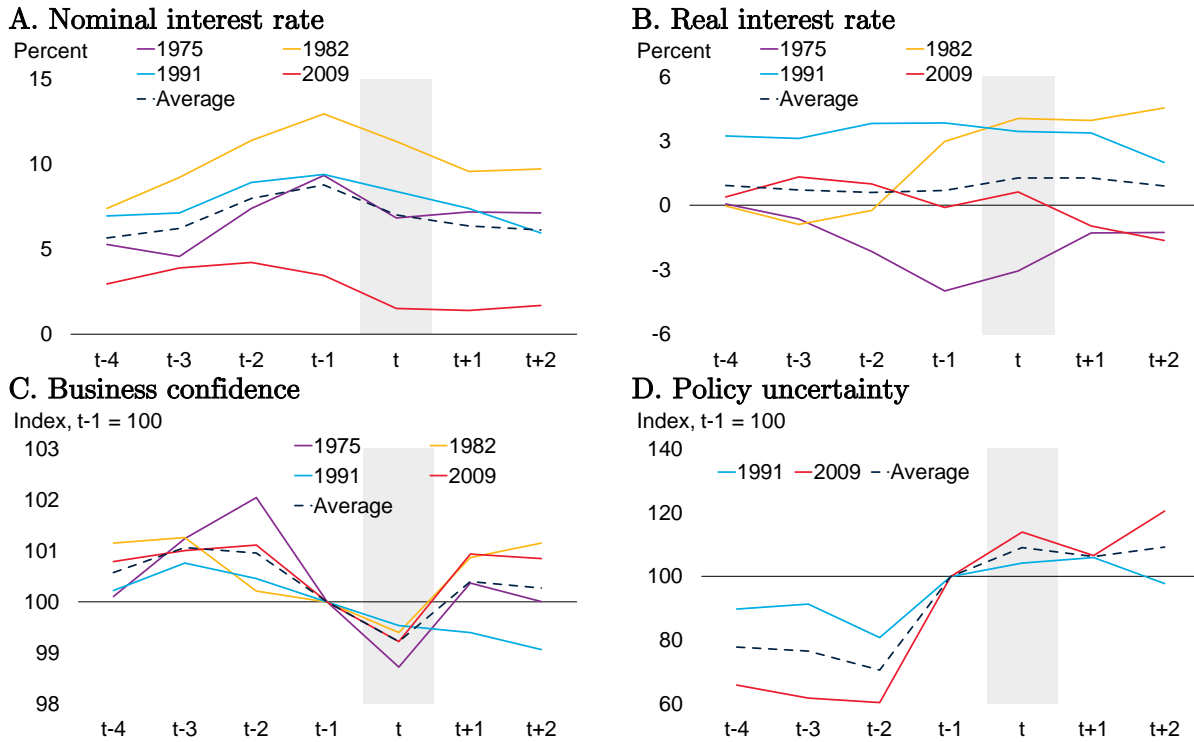 A. Nominal interest rate
Percent
1975
1982
1991
2009
Average
15
10
5
0
t-4 t-3 t-2 t-1 t t+1 t+2
B. Real interest rate
Percent
1975
1982
1991
2009
Average
6
3
0
-3
-6
t-4 t-3 t-2 t-1 t t+1 t+2
C. Business confidence
Index, t-1 = 100
1975
1982
1991
2009
Average
103
102
101
100
99
98
t-4 t-3 t-2 t-1 t t+1 t+2
D. Policy uncertainty
Index, t-1 = 100
1991 2009 Average
140
120
100
80
60
t-4 t-3 t-2 t-1 t t+1 t+2